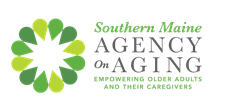 Southern Maine
AGENCY
On AGING
EMPOWERING OLDER ADULTS
AND THEIR CAREGIVERS